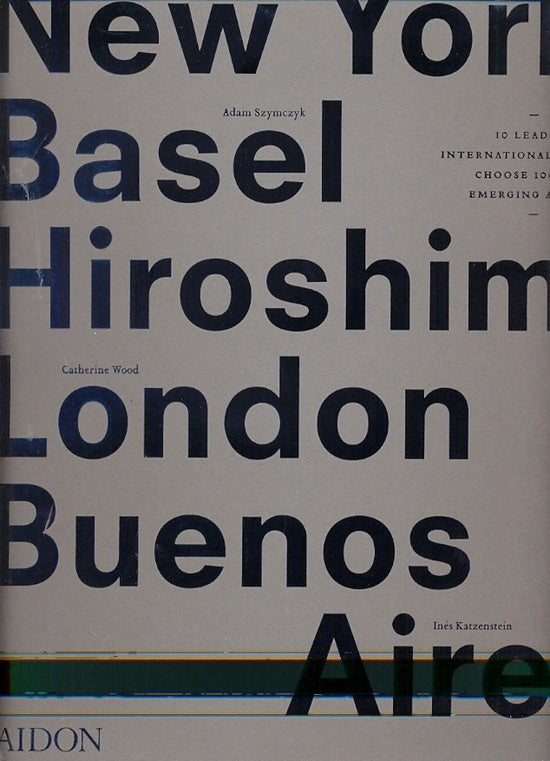 New York
Adam Szymczyk
Basel
10 LEAD
INTERNATIONAL
CHOOSE 10
EMERGING A
Hiroshim
Catherine Wood
London
Buenos
Inés Katzenstein
Aire
AIDON